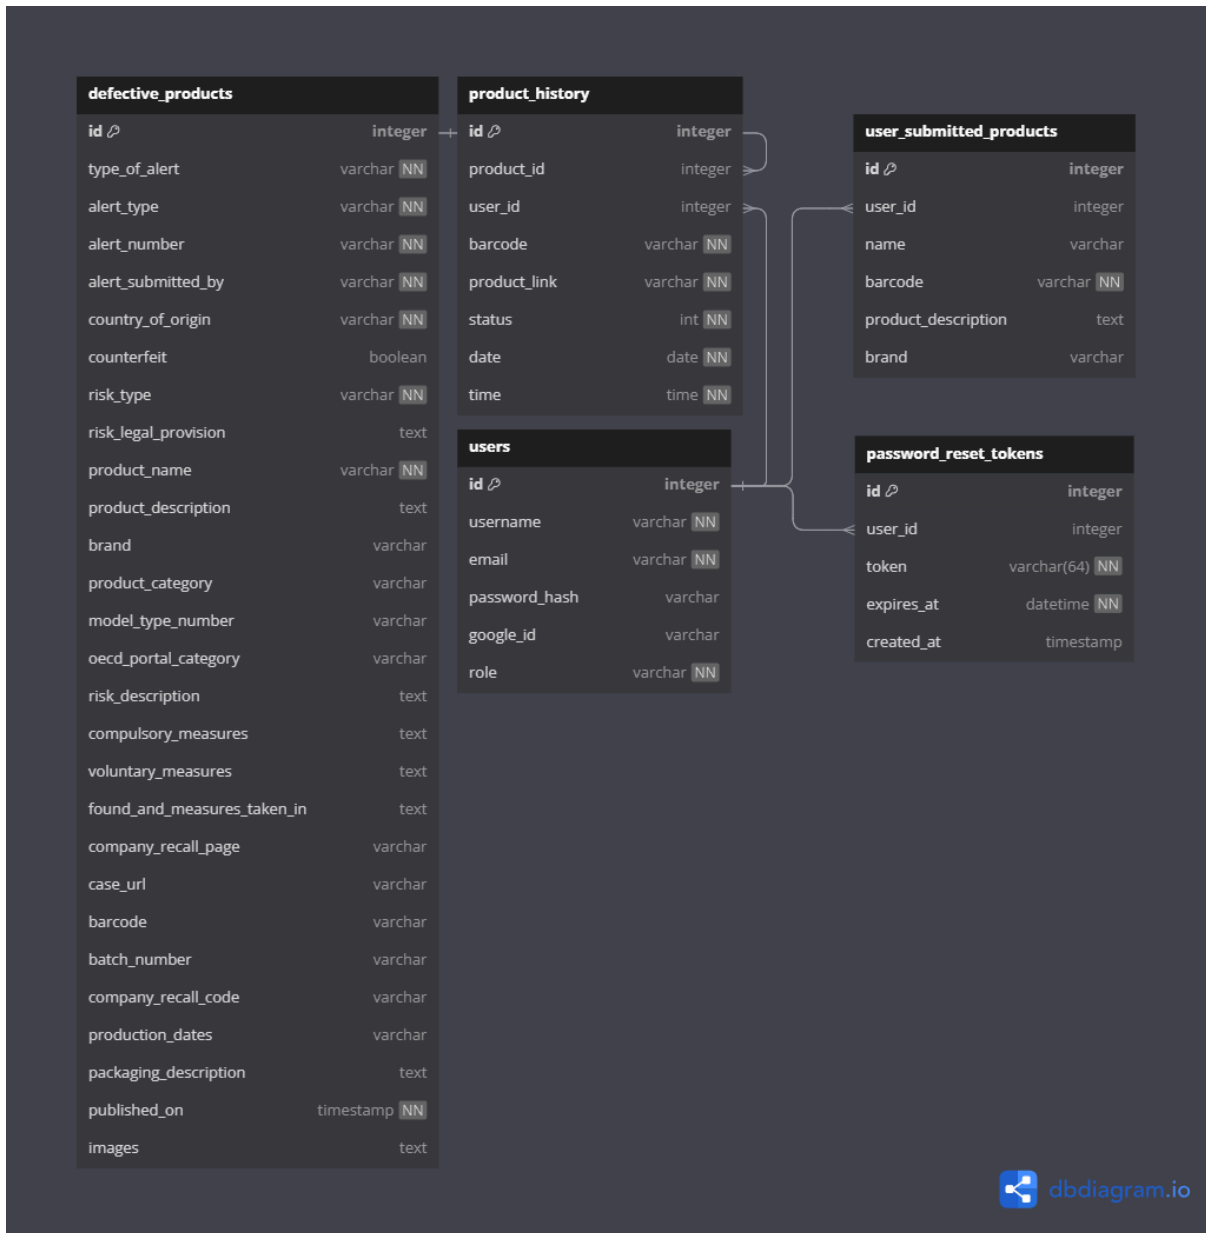 defective_products
id integer
type_of_alert varchar NN
alert_type varchar NN
alert_number varchar NN
alert_submitted_by varchar NN
country_of_origin varchar NN
counterfeit boolean
risk_type varchar NN
risk_legal_provision text
product_name varchar NN
product_description text
brand varchar
product_category varchar
model_type_number varchar
oecd_portal_category varchar
risk_description text
compulsory_measures text
voluntary_measures text
found_and_measures_taken_in text
company_recall_page varchar
case_url varchar
barcode varchar
batch_number varchar
company_recall_code varchar
production_dates varchar
packaging_description text
published_on timestamp NN
images text
product_history
id integer
product_id integer
user_id integer
barcode varchar NN
product_link varchar NN
status int NN
date date NN
time time NN
users
id integer
username varchar NN
email varchar NN
password_hash varchar
google_id varchar
role varchar NN
user_submitted_products
id integer
user_id integer
name varchar
barcode varchar NN
product_description text
brand varchar
password_reset_tokens
id integer
user_id integer
token varchar(64) NN
expires_at datetime NN
created_at timestamp
dbdiagram.io